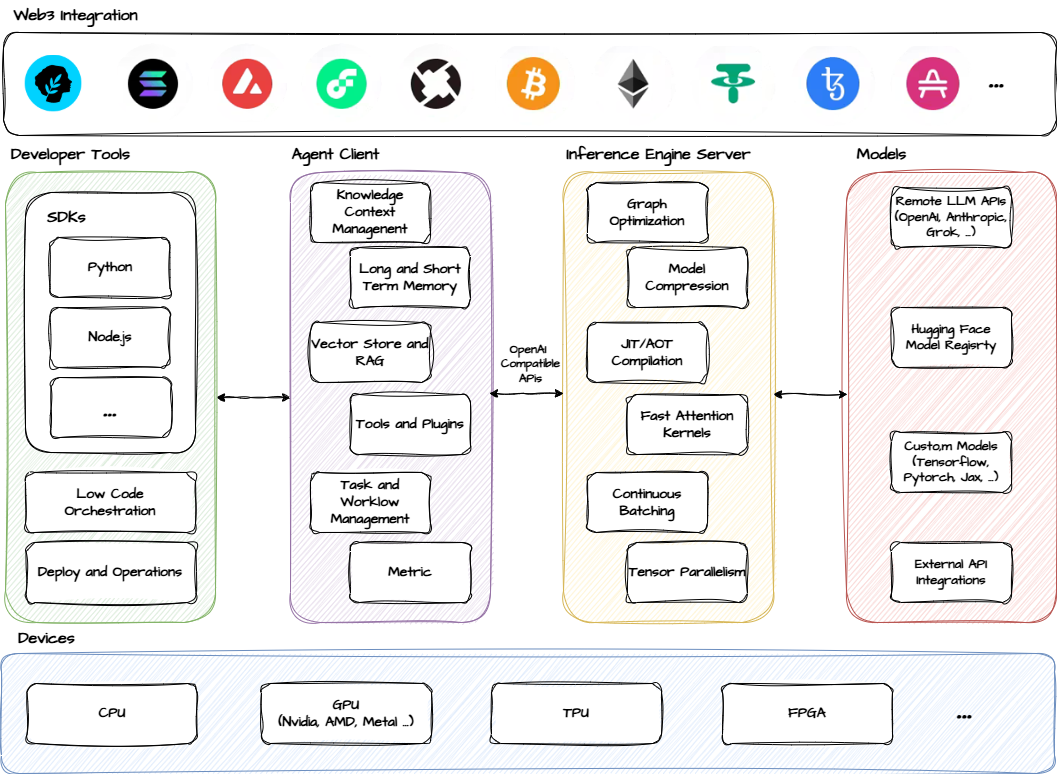 Web3 Integration
...
Developer Tools
SDKs
Python
Node.js
...
Low Code
Orchestration
Deploy and Operations
Agent Client
Knowledge
Context
Managenent
Long and Short
Term Memory
Vector Store and
RAG
Tools and Plugins
Task and
Worklow
Management
Metric
OpenAI
Compatible
APIs
Inference Engine Server
Graph
Optimization
Model
Compression
JIT/AOT
Compilation
Fast Attention
Kernels
Continuous
Batching
Tensor Parallelism
Models
Remote LLM APIs
(OpenAI, Anthropic,
Grok, ...)
Hugging Face
Model Regisrty
Custo,m Models
(Tensorflow,
Pytorch, Jax, ...)
External API
Integrations
Devices
CPU
GPU
(Nvidia, AMD, Metal ...)
TPU
FPGA
...